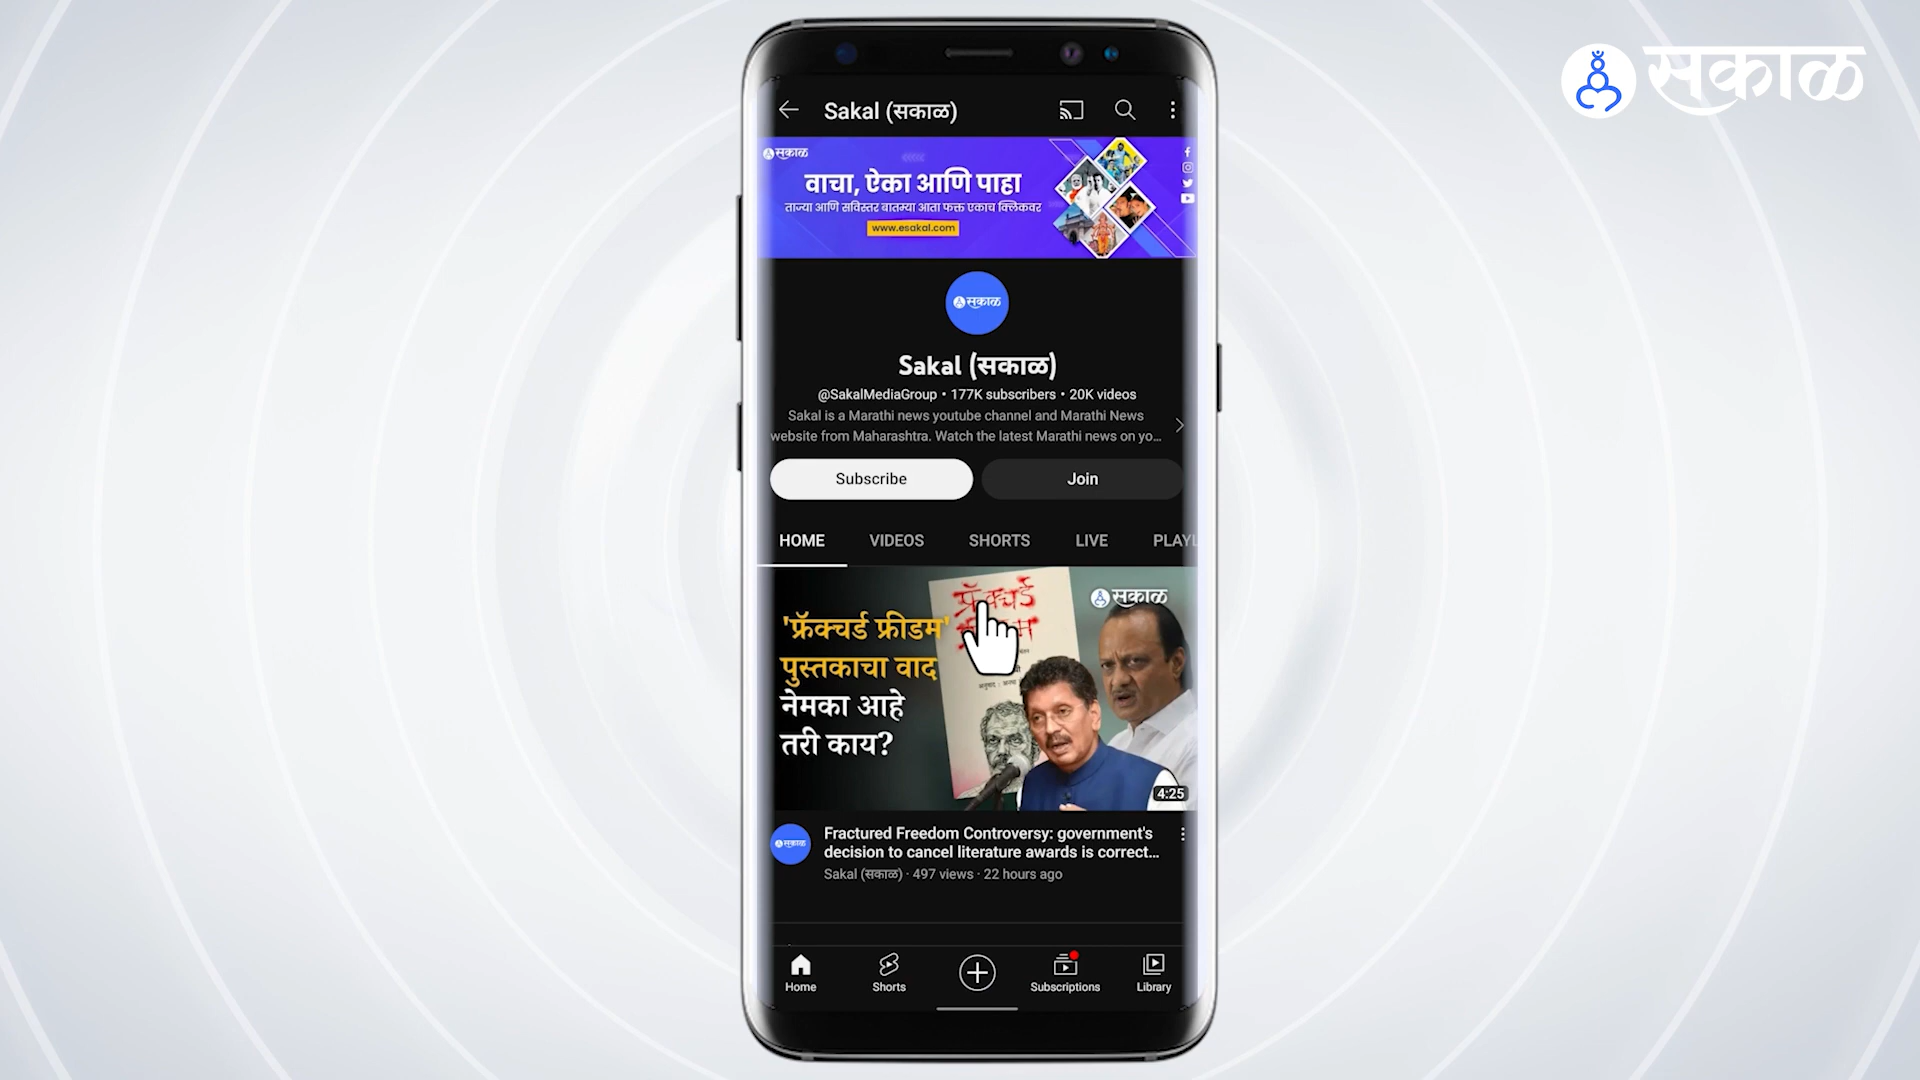 सकाळ
Sakal (सकाळ)
सकाळ
वाचा, ऐका आणि पाहा
ताज्या आणि सविस्तर बातम्या आता फक्त एकाच क्लिकवर
www.esakal.com
सकाळ
Sakal (सकाळ)
@SakalMediaGroup • 177K subscribers • 20K videos
Sakal is a Marathi news youtube channel and Marathi News
website from Maharashtra. Watch the latest Marathi news on yo...
Subscribe
Join
HOME
VIDEOS
SHORTS
LIVE
PLAYL
सकाळ
'फ्रॅक्चर्ड फ्रीडम'
पुस्तकाचा वाद
नेमका आहे
तरी काय?
4:25
सकाळ
Fractured Freedom Controversy: government's
decision to cancel literature awards is correct...
Sakal (सकाळ) · 497 views · 22 hours ago
Home
Shorts
Subscriptions
Library